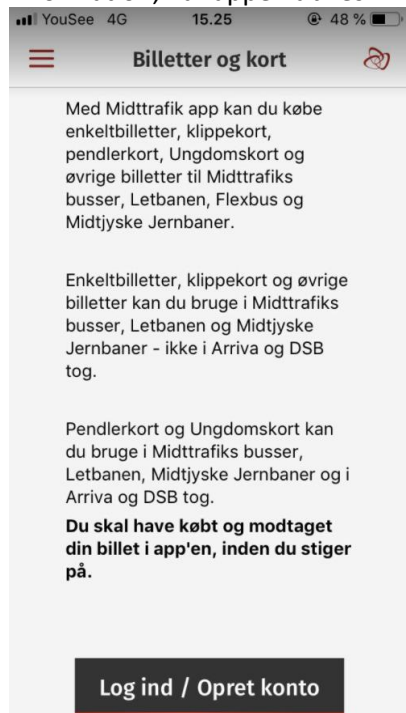 YouSee 4G 15.25 48 %
Billetter og kort
Med Midttrafik app kan du købe
enkeltbilletter, klippekort,
pendlerkort, Ungdomskort og
øvrige billetter til Midttrafiks
busser, Letbanen, Flexbus og
Midtjyske Jernbaner.
Enkeltbilletter, klippekort og øvrige
billetter kan du bruge i Midttrafiks
busser, Letbanen og Midtjyske
Jernbaner - ikke i Arriva og DSB
tog.
Pendlerkort og Ungdomskort kan
du bruge i Midttrafiks busser,
Letbanen, Midtjyske Jernbaner og i
Arriva og DSB tog.
Du skal have købt og modtaget
din billet i app'en, inden du stiger
på.
Log ind / Opret konto